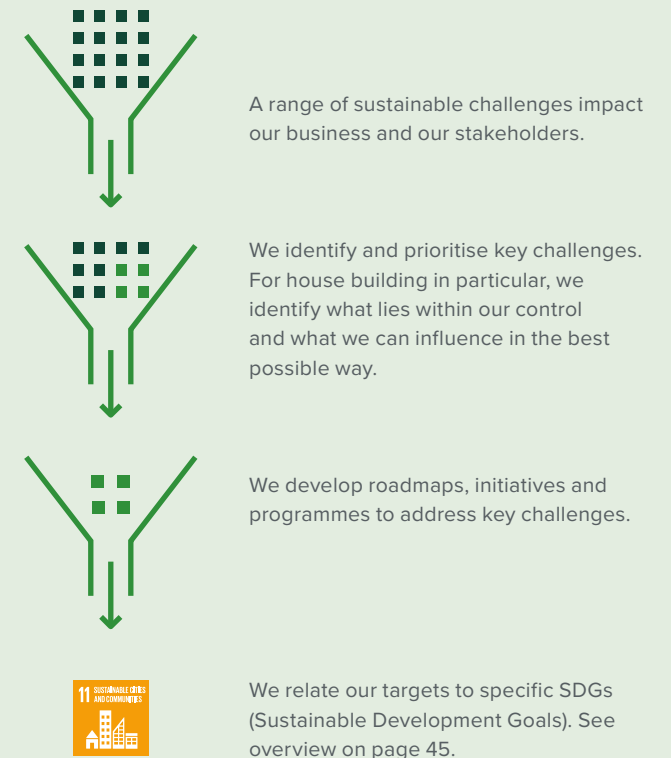 A range of sustainable challenges impact
our business and our stakeholders.
We identify and prioritise key challenges.
For house building in particular, we
identify what lies within our control
and what we can influence in the best
possible way.
We develop roadmaps, initiatives and
programmes to address key challenges.
11 SUSTAINABLE CITIES
AND COMMUNITIES
We relate our targets to specific SDGs
(Sustainable Development Goals). See
overview on page 45.